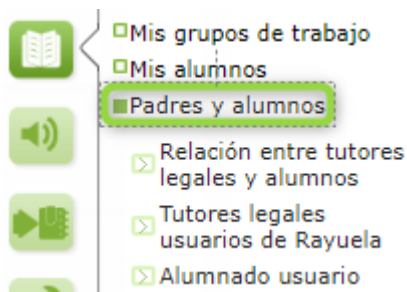 Mis grupos de trabajo
Mis alumnos
Padres y alumnos
Relación entre tutores
legales y alumnos
Tutores legales
usuarios de Rayuela
Alumnado usuario